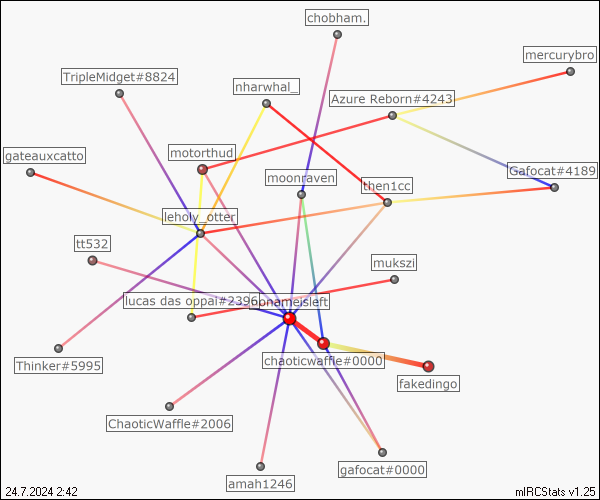 chobham.
mercurybro
TripleMidget#8824
nharwhal_
Azure Reborn#4243
gateauxcatto
motorthud
moonraven
then1cc
Gafocat#4189
leholy_otter
tt532
mukszi
lucas das oppai#2396
pnameisleft
chaoticwaffle#0000
Thinker#5995
fakedingo
ChaoticWaffle#2006
gafocat#0000
amah1246
24.7.2024 2:42
mIRCStats v1.25